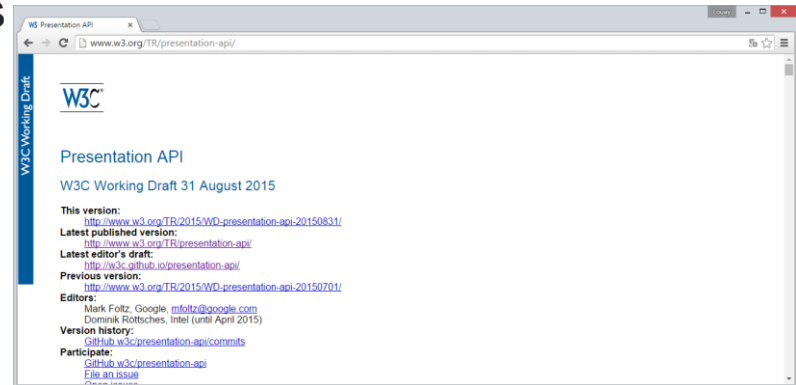 s
W3 Presentation API
www.w3.org/TR/presentation-api/
W3C Working Draft
W3C
Presentation API
W3C Working Draft 31 August 2015
This version:
http://www.w3.org/TR/2015/WD-presentation-api-20150831/
Latest published version:
http://www.w3.org/TR/presentation-api/
Latest editor's draft:
http://w3c.github.io/presentation-api/
Previous version:
http://www.w3.org/TR/2015/WD-presentation-api-20150701/
Editors:
Mark Foltz, Google, mfoltz@google.com
Dominik Röttsches, Intel (until April 2015)
Version history:
GitHub w3c/presentation-api/commits
Participate:
GitHub w3c/presentation-api
File an issue
Open issues